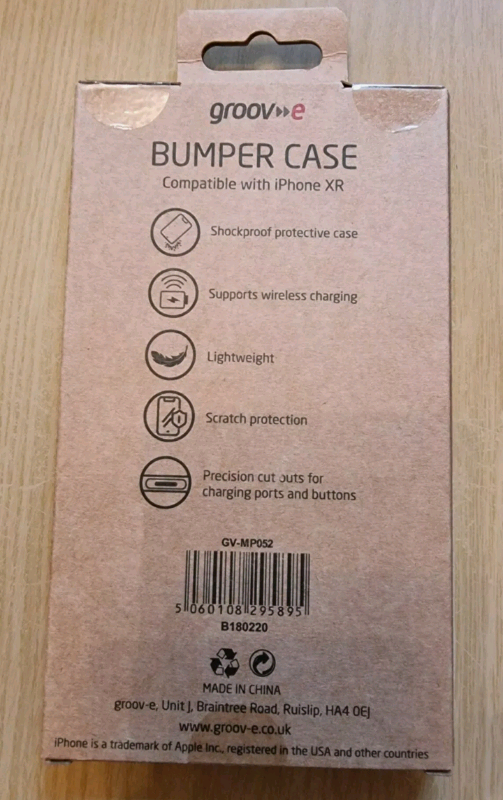 groov e
BUMPER CASE
Compatible with iPhone XR
Shockproof protective case
Supports wireless charging
Lightweight
Scratch protection
Precision cut outs for
charging ports and buttons
GV-MP052
5 060108 295895
B180220
MADE IN CHINA
groov-e, Unit J, Braintree Road, Ruislip, HA4 0EJ
www.groov-e.co.uk
iPhone is a trademark of Apple Inc., registered in the USA and other countries